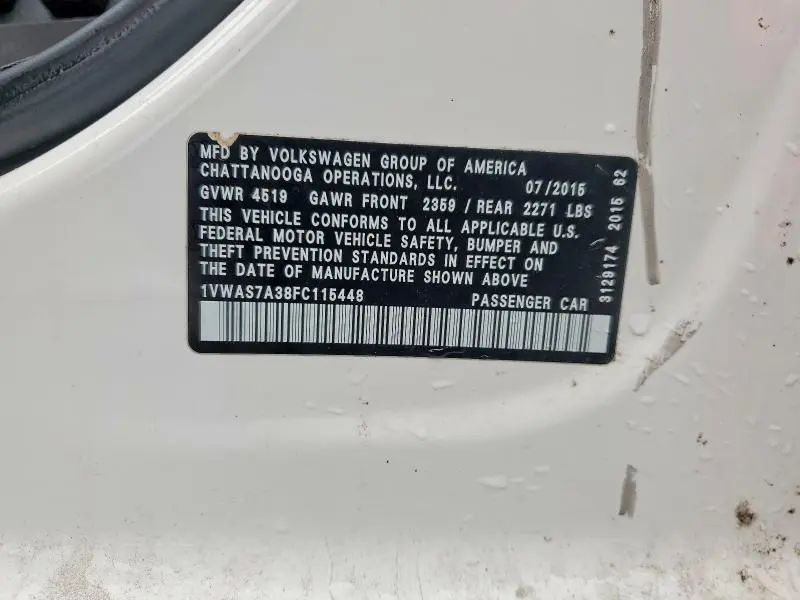 MFD BY VOLKSWAGEN GROUP OF AMERICA
CHATTANOOGA OPERATIONS, LLC. 07/2015
GVWR 4519 GAWR FRONT 2359 / REAR 2271 LBS
THIS VEHICLE CONFORMS TO ALL APPLICABLE U.S.
FEDERAL MOTOR VEHICLE SAFETY, BUMPER AND
THEFT PREVENTION STANDARDS IN EFFECT ON
THE DATE OF MANUFACTURE SHOWN ABOVE
1VWAS7A38FC115448 PASSENGER CAR
3129174 2015 62